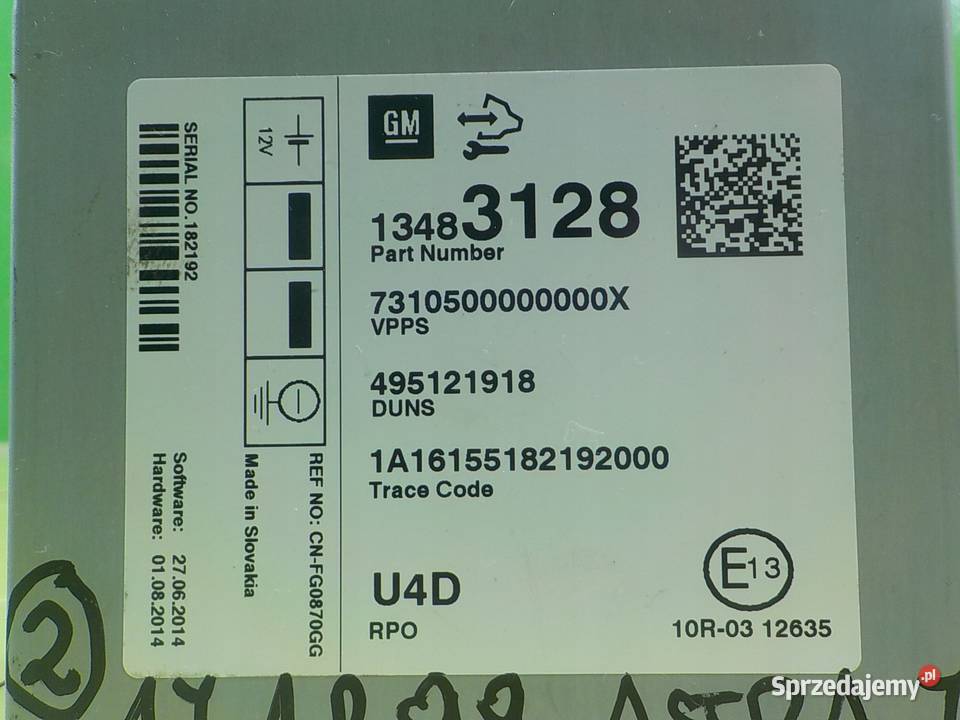 GM
13483128
Part Number
7310500000000X
VPPS
495121918
DUNS
1A16155182192000
Trace Code
U4D
RPO
E13
10R-03 12635
SERIAL NO.182192
12V
REF NO: CN-FG0870GG
Made in Slovakia
Software: 27.06.2014
Hardware: 01.08.2014
2
ASTRA
Sprzedajemy.pl